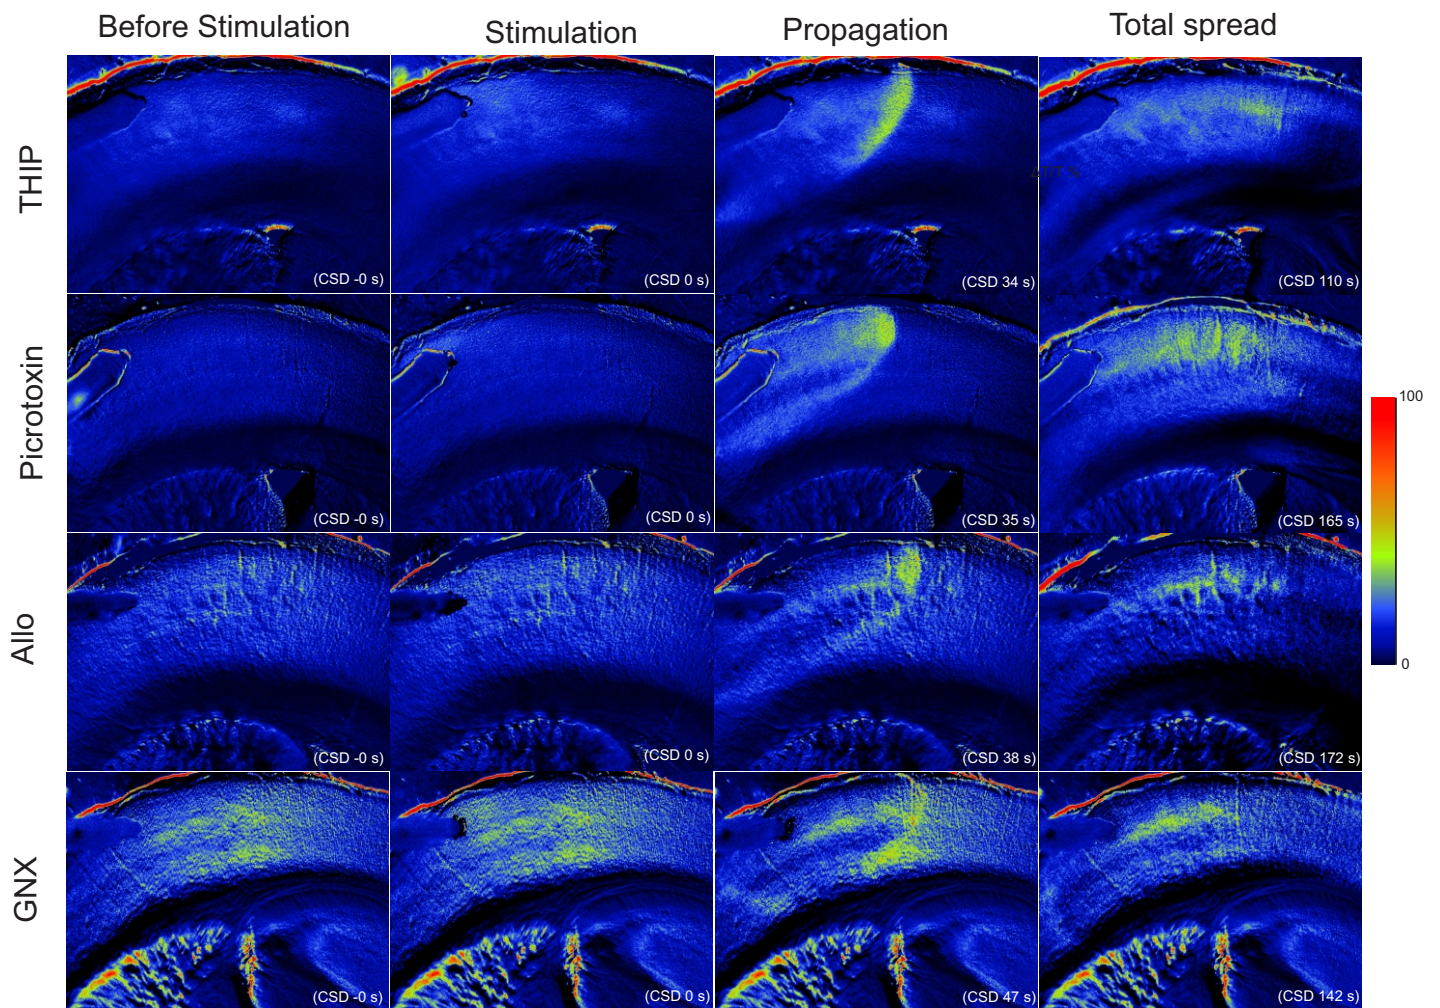 Before Stimulation
Stimulation
Propagation
Total spread
THIP
(CSD -0 s)
(CSD 0 s)
(CSD 34 s)
(CSD 110 s)
Picrotoxin
(CSD -0 s)
(CSD 0 s)
(CSD 35 s)
(CSD 165 s)
100
0
Allo
(CSD -0 s)
(CSD 0 s)
(CSD 38 s)
(CSD 172 s)
GNX
(CSD -0 s)
(CSD 0 s)
(CSD 47 s)
(CSD 142 s)